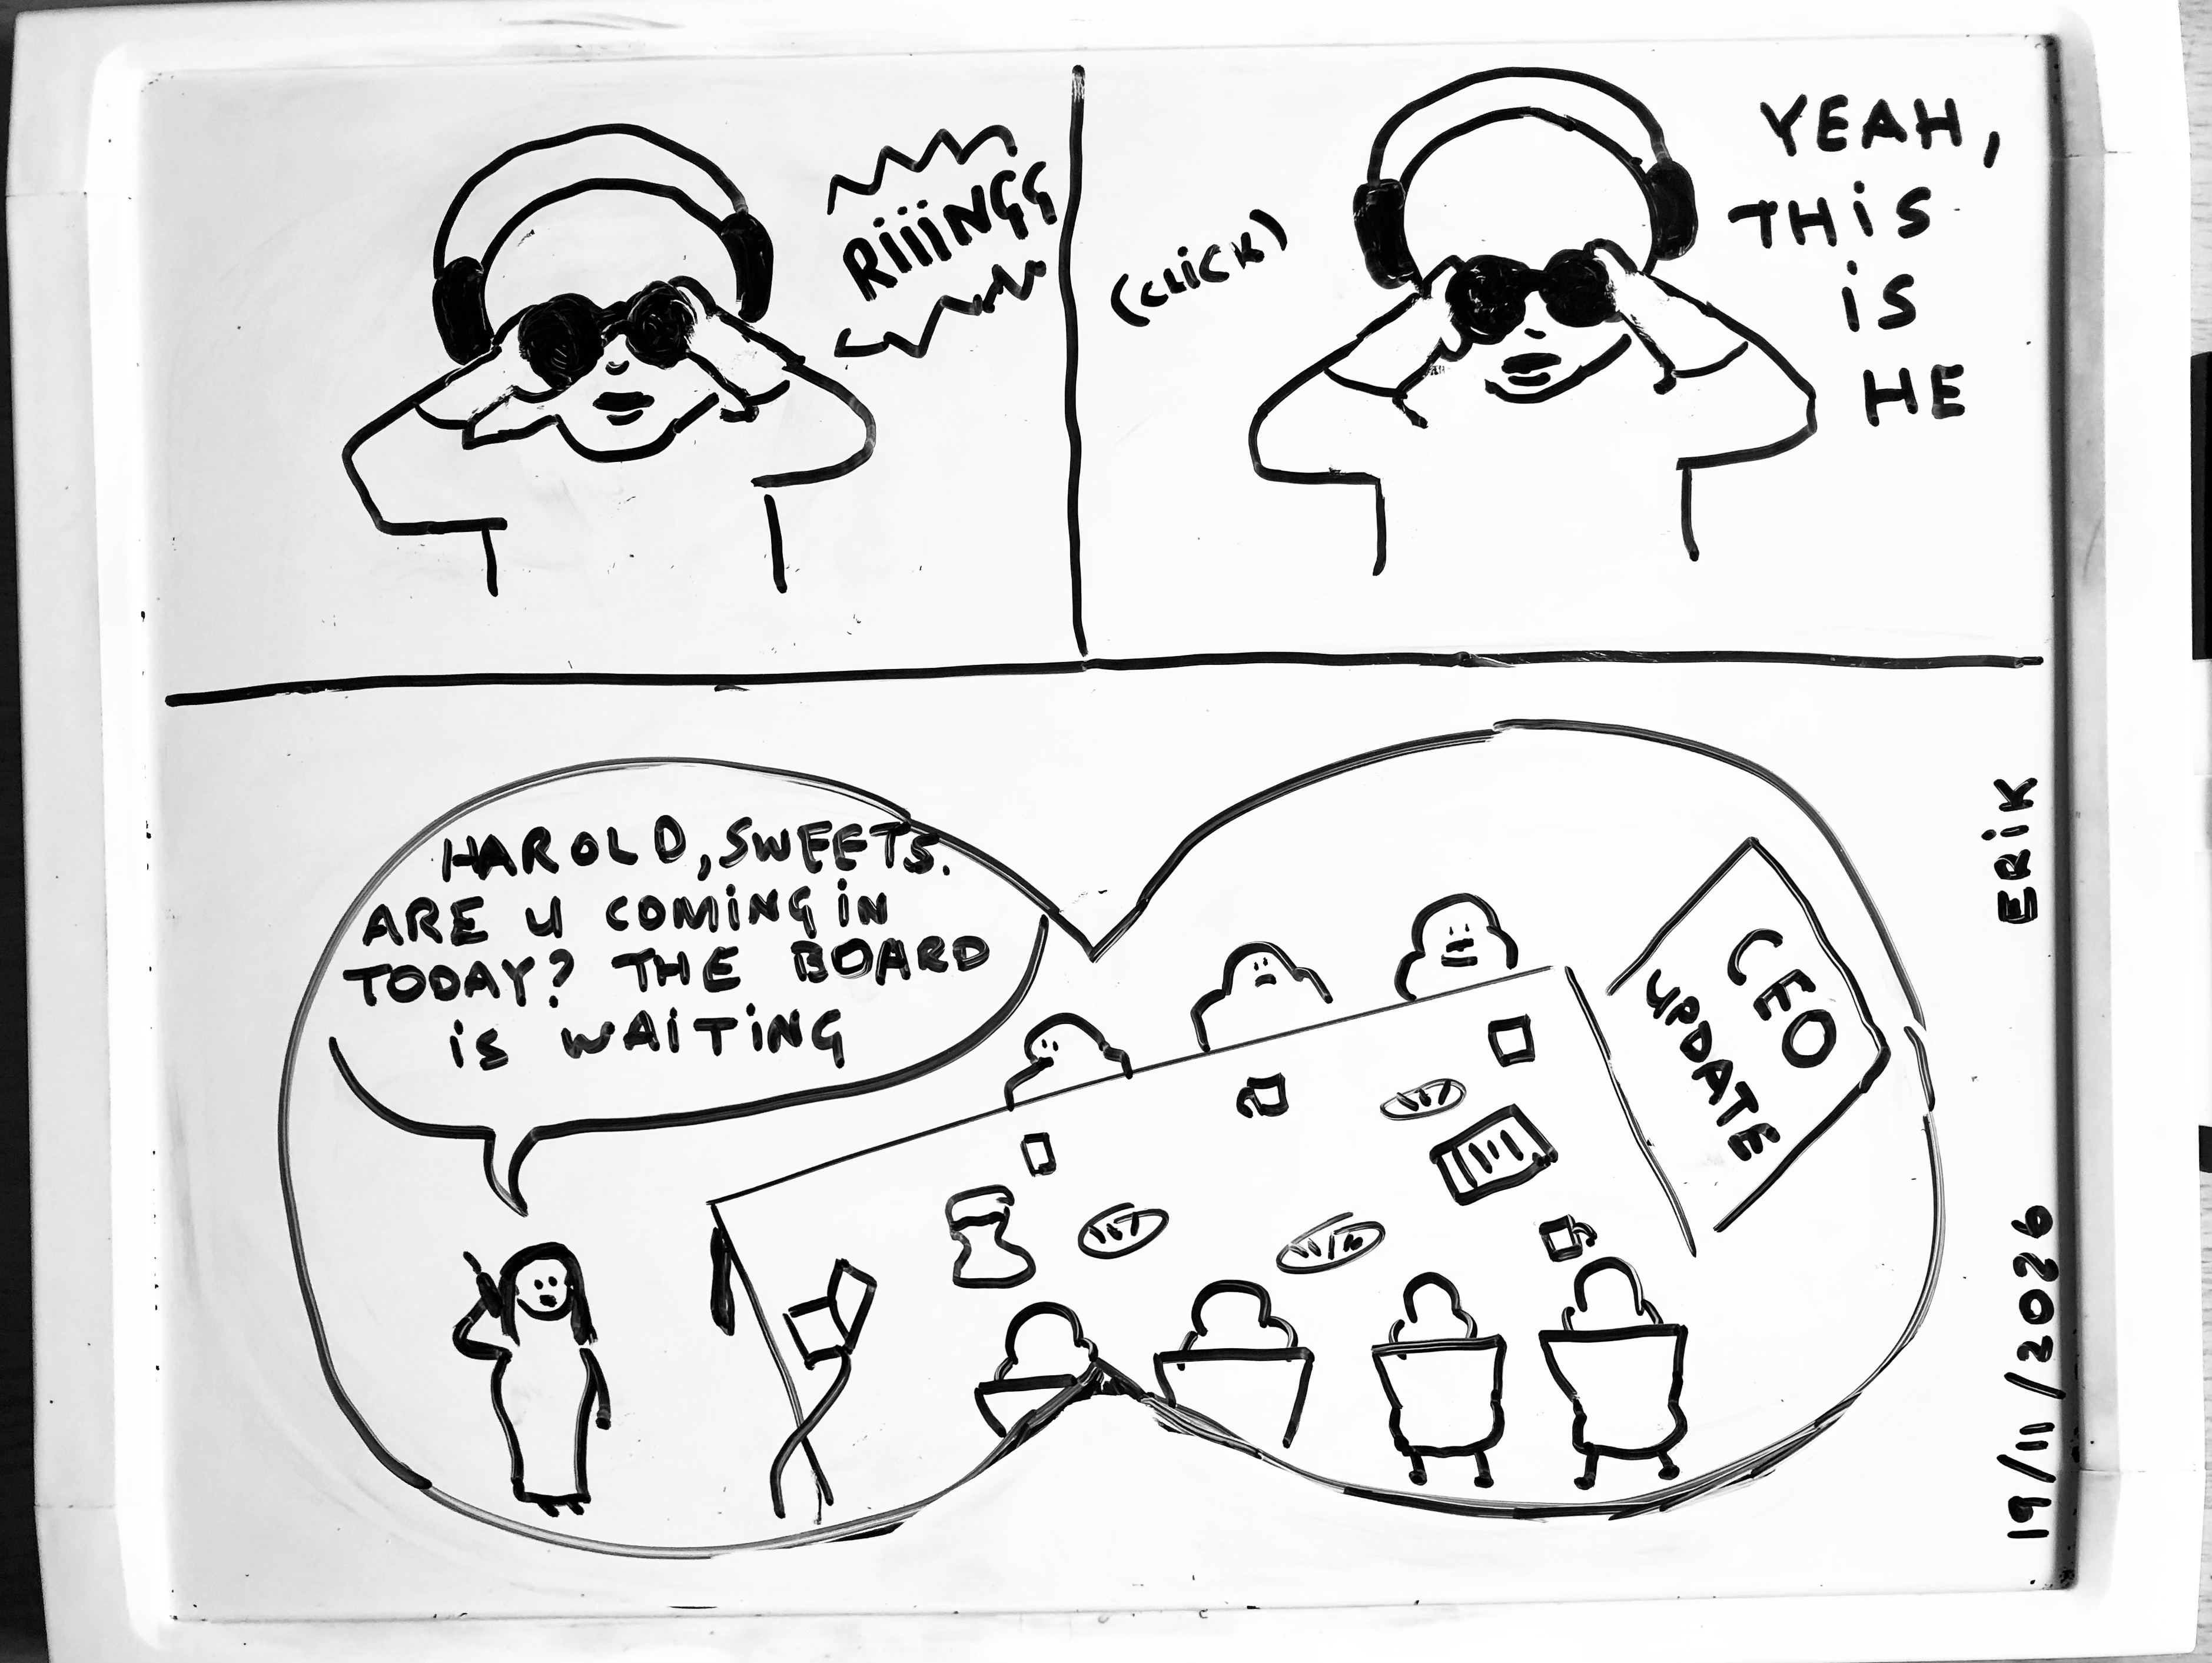 RiiiNGG
(CLiCK)
YEAH,
THiS
iS
HE
HAROLD, SWEETS.
ARE U COMiNG iN
TODAY? THE BOARD
iS WAiTiNG
CEO
UPDATE
ERiK
19/11/2026